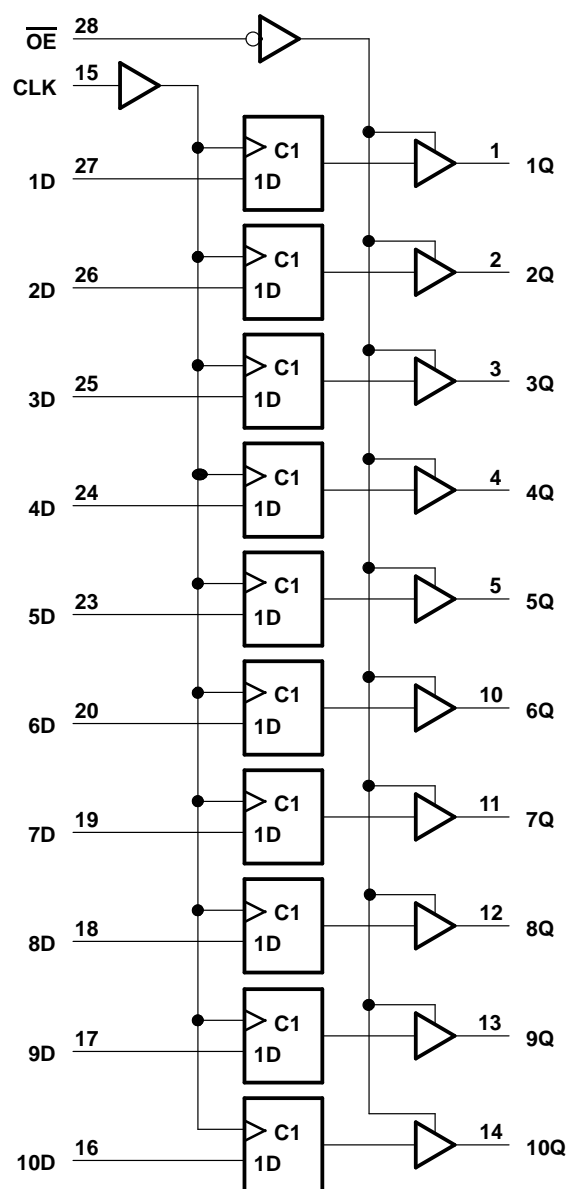 OE 28
CLK 15
C1
1D 27 1D 1 1Q
C1
2D 26 1D 2 2Q
C1
3D 25 1D 3 3Q
C1
4D 24 1D 4 4Q
C1
5D 23 1D 5 5Q
C1
6D 20 1D 10 6Q
C1
7D 19 1D 11 7Q
C1
8D 18 1D 12 8Q
C1
9D 17 1D 13 9Q
C1
10D 16 1D 14 10Q